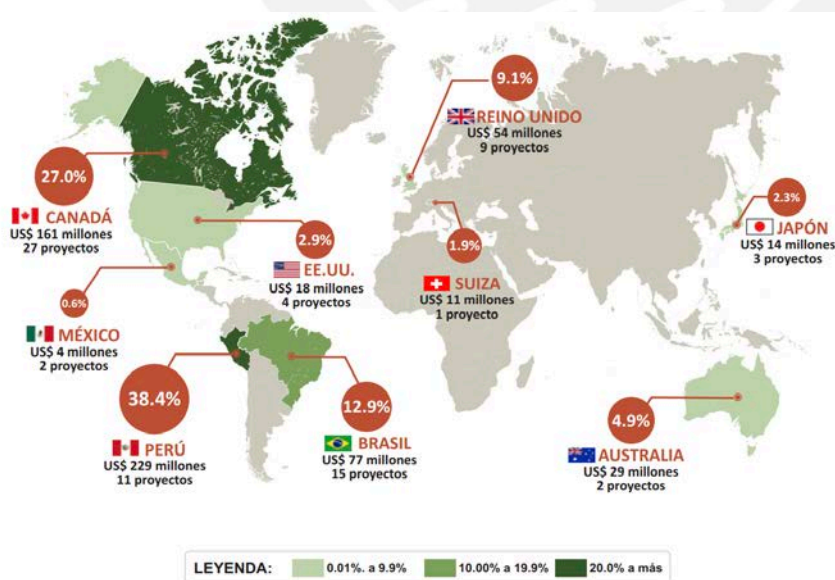 9.1%
REINO UNIDO
US$ 54 millones
9 proyectos
27.0%
CANADÁ
US$ 161 millones
27 proyectos
2.9%
EE.UU.
US$ 18 millones
4 proyectos
1.9%
SUIZA
US$ 11 millones
1 proyecto
2.3%
JAPÓN
US$ 14 millones
3 proyectos
0.6%
MÉXICO
US$ 4 millones
2 proyectos
38.4%
PERÚ
US$ 229 millones
11 proyectos
12.9%
BRASIL
US$ 77 millones
15 proyectos
4.9%
AUSTRALIA
US$ 29 millones
2 proyectos
LEYENDA: 0.01%. a 9.9% 10.00% a 19.9% 20.0% a más